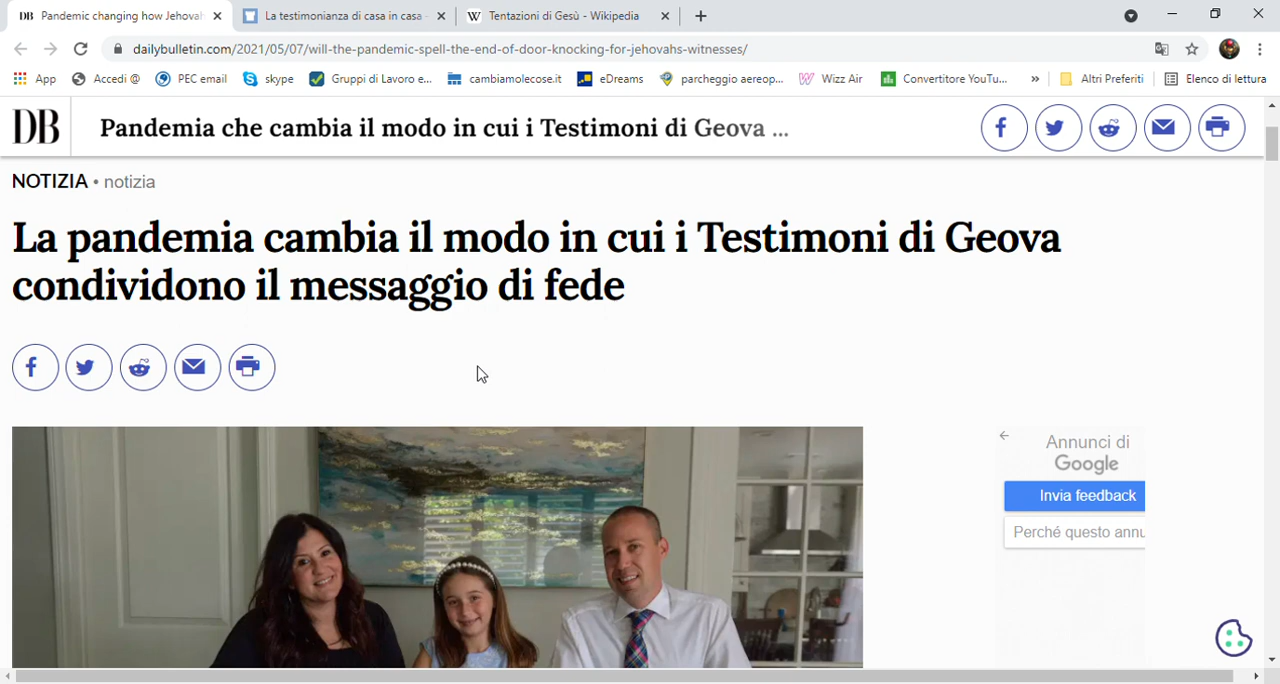 DB Pandemic changing how Jehovah
La testimonianza di casa in casa -
W Tentazioni di Gesù - Wikipedia
dailybulletin.com/2021/05/07/will-the-pandemic-spell-the-end-of-door-knocking-for-jehovahs-witnesses/
App Accedi @ PEC email skype Gruppi di Lavoro e... cambiamolecose.it eDreams parcheggio aereop... Wizz Air Convertitore YouTu... » Altri Preferiti Elenco di lettura
DB Pandemia che cambia il modo in cui i Testimoni di Geova ...
NOTIZIA • notizia
La pandemia cambia il modo in cui i Testimoni di Geova
condividono il messaggio di fede
Annunci di
Google
Invia feedback
Perché questo annu